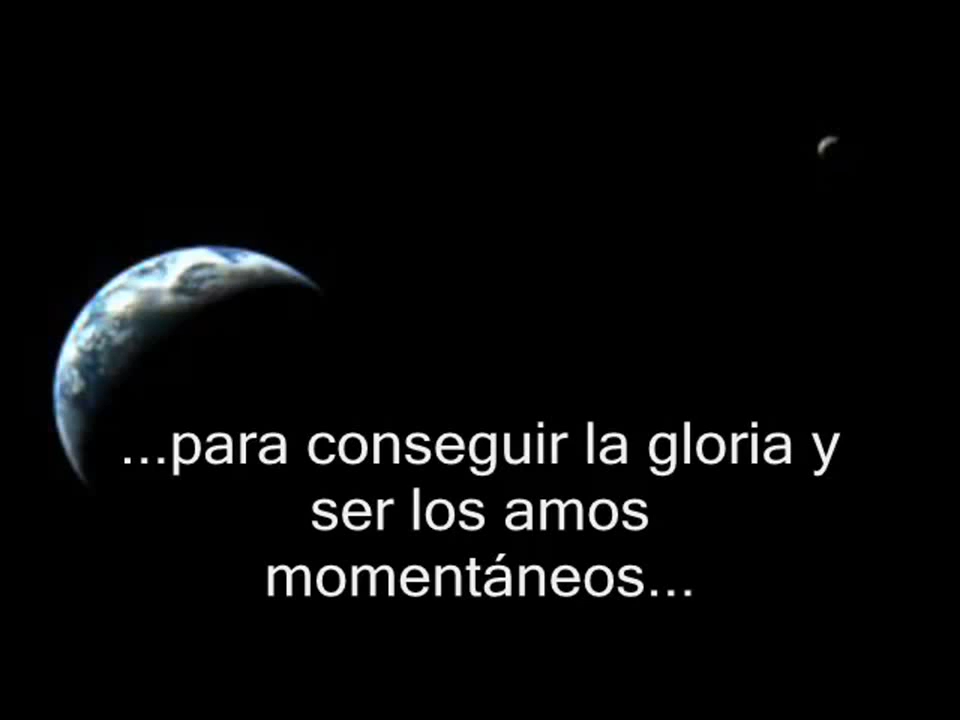 ...para conseguir la gloria y
ser los amos
momentáneos...